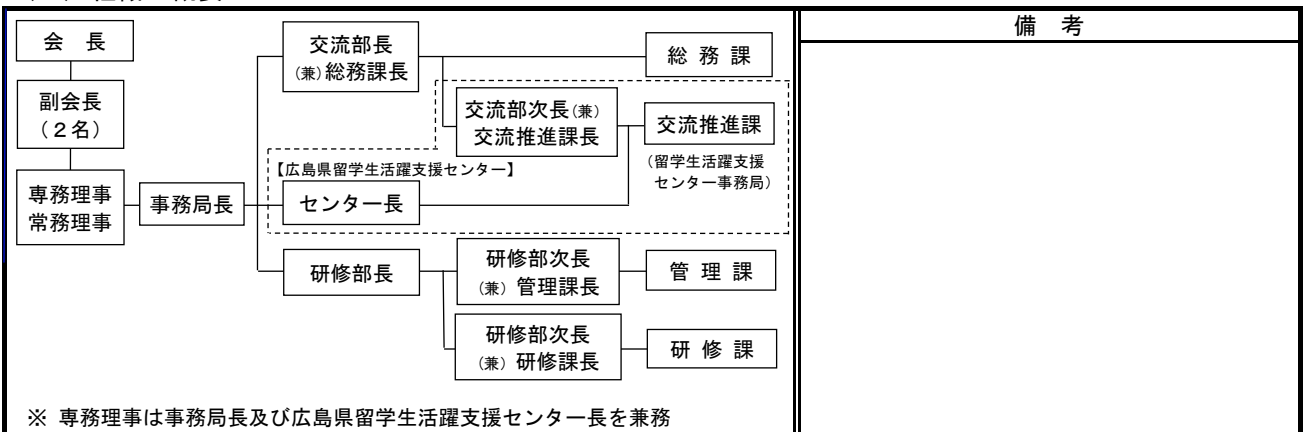 備 考
会 長
副会長
(２名)
専務理事
常務理事
事務局長
交流部長
(兼)総務課長
総 務 課
交流部次長(兼)
交流推進課長
交流推進課
(留学生活躍支援
センター事務局)
【広島県留学生活躍支援センター】
センター長
研修部長
研修部次長
(兼) 管理課長
管 理 課
研修部次長
(兼) 研修課長
研 修 課
※ 専務理事は事務局長及び広島県留学生活躍支援センター長を兼務